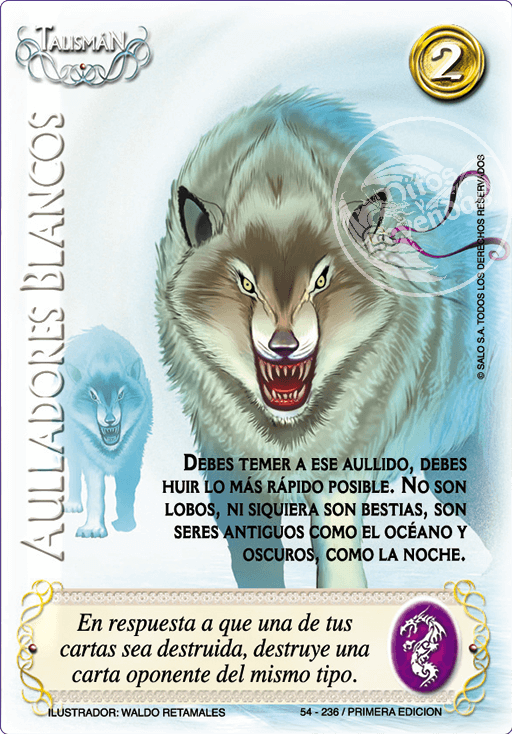 TALISMÁN
2
AULLADORES BLANCOS
Mitos
Leyendas
© SALO S.A. TODOS LOS DERECHOS RESERVADOS
DEBES TEMER A ESE AULLIDO, DEBES
HUIR LO MÁS RÁPIDO POSIBLE. NO SON
LOBOS, NI SIQUIERA SON BESTIAS, SON
SERES ANTIGUOS COMO EL OCÉANO Y
OSCUROS, COMO LA NOCHE.
En respuesta a que una de tus
cartas sea destruida, destruye una
carta oponente del mismo tipo.
ILUSTRADOR: WALDO RETAMALES
54 - 236 / PRIMERA EDICION